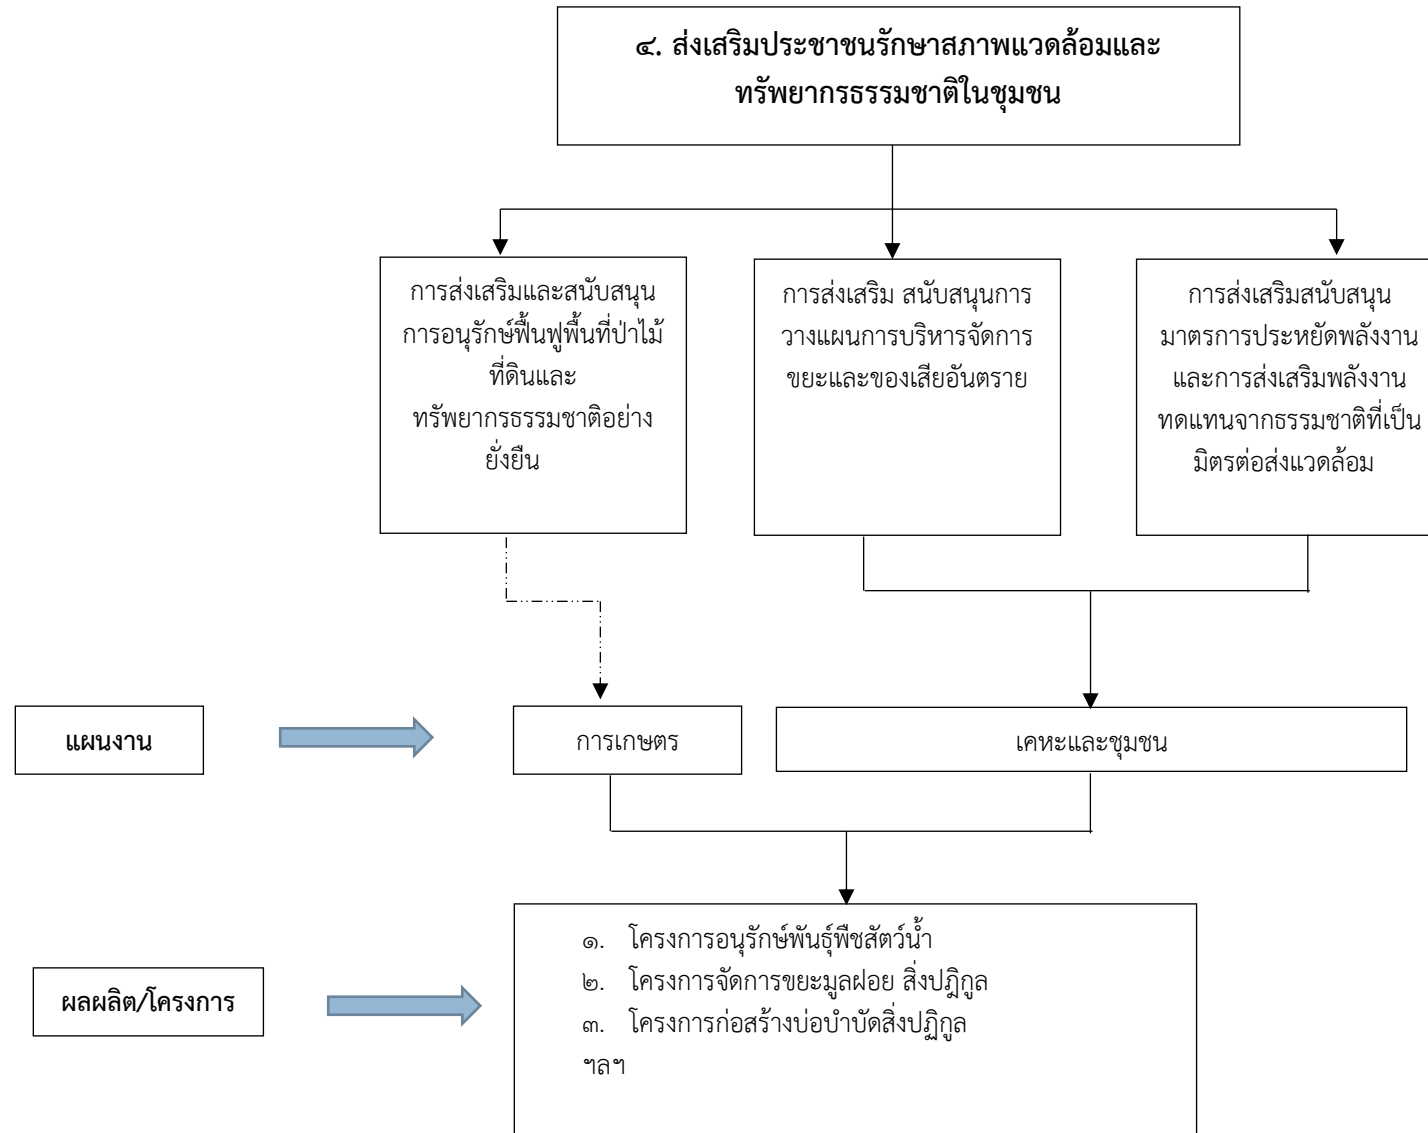 ๔. ส่งเสริมประชาชนรักษาสภาพแวดล้อมและ
ทรัพยากรธรรมชาติในชุมชน
การส่งเสริมและสนับสนุน
การอนุรักษ์ฟื้นฟูพื้นที่ป่าไม้
ที่ดินและ
ทรัพยากรธรรมชาติอย่าง
ยั่งยืน
การส่งเสริม สนับสนุนการ
วางแผนการบริหารจัดการ
ขยะและของเสียอันตราย
การส่งเสริมสนับสนุน
มาตรการประหยัดพลังงาน
และการส่งเสริมพลังงาน
ทดแทนจากธรรมชาติที่เป็น
มิตรต่อส่งแวดล้อม
แผนงาน
การเกษตร
เคหะและชุมชน
ผลผลิต/โครงการ
๑. โครงการอนุรักษ์พันธุ์พืชสัตว์น้ำ
๒. โครงการจัดการขยะมูลฝอย สิ่งปฎิกูล
๓. โครงการก่อสร้างบ่อบำบัดสิ่งปฏิกูล
ฯลฯ